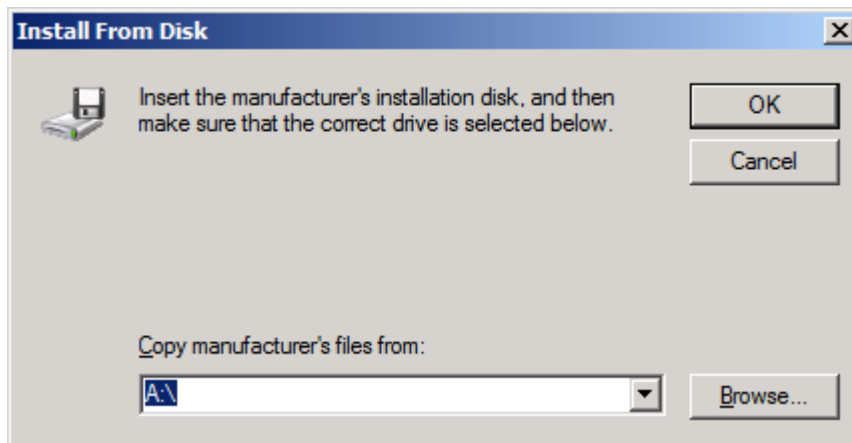 Install From Disk
Insert the manufacturer's installation disk, and then
make sure that the correct drive is selected below.
OK
Cancel
Copy manufacturer's files from:
A:\
Browse...